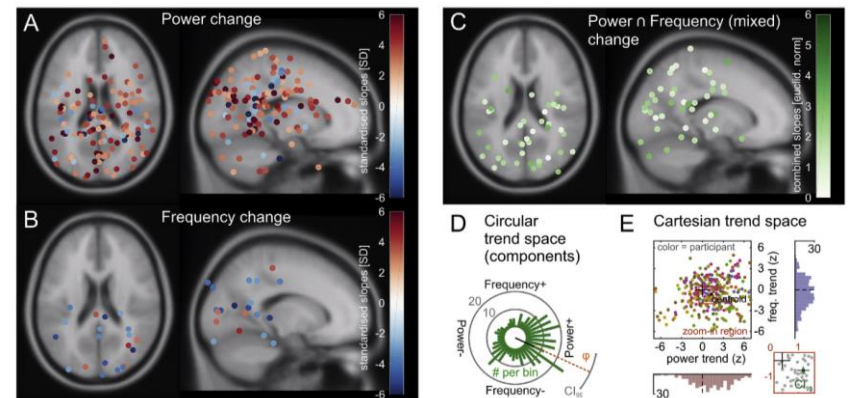 A Power change
6
4
2
0
-2
-4
-6
standardised slopes [SD]
B Frequency change
6
4
2
0
-2
-4
-6
standardised slopes [SD]
C Power ∩ Frequency (mixed)
change
6
5
4
3
2
1
0
combined slopes [euclid. norm]
D Circular
trend space
(components)
Frequency+
20
10
Power-
Power+
φ
# per bin
Frequency-
CI95
E Cartesian trend space
color = participant
centroid
zoom-in region
6
3
0
-3
-6
freq. trend (z)
30
-6 -3 0 3 6
power trend (z)
30
0 1
-1
CI95